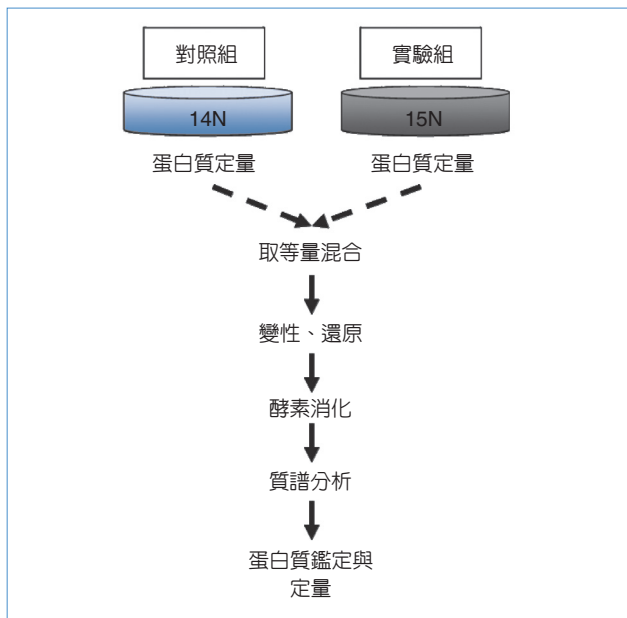 對照組
實驗組
14N
15N
蛋白質定量
蛋白質定量
取等量混合
變性、還原
酵素消化
質譜分析
蛋白質鑑定與
定量